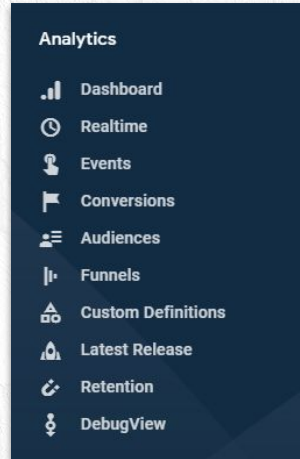 Analytics
Dashboard
Realtime
Events
Conversions
Audiences
Funnels
Custom Definitions
Latest Release
Retention
DebugView